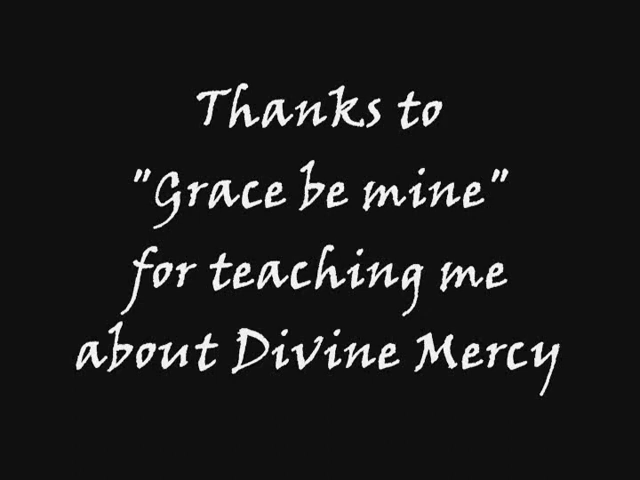 Thanks to
"Grace be mine"
for teaching me
about Divine Mercy